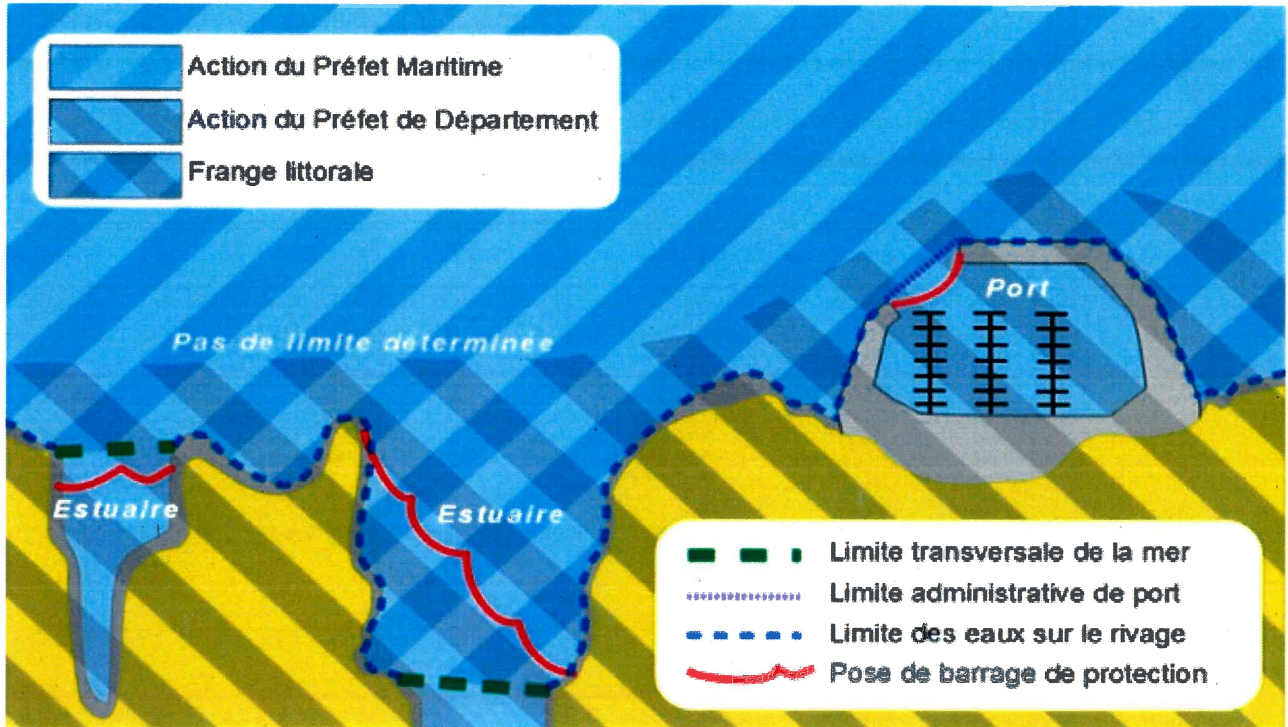 Action du Préfet Maritime
Action du Préfet de Département
Frange littorale
Port
Pas de limite déterminée
Estuaire
Estuaire
Limite transversale de la mer
Limite administrative de port
Limite des eaux sur le rivage
Pose de barrage de protection